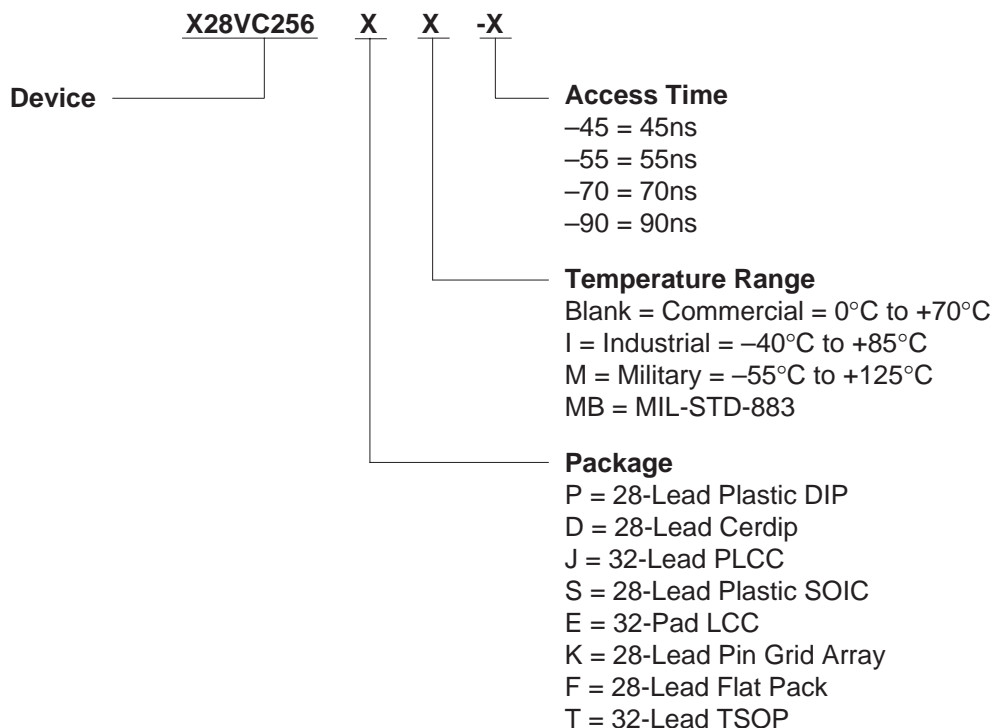 X28VC256 X X -X
Device
Access Time
–45 = 45ns
–55 = 55ns
–70 = 70ns
–90 = 90ns
Temperature Range
Blank = Commercial = 0°C to +70°C
I = Industrial = –40°C to +85°C
M = Military = –55°C to +125°C
MB = MIL-STD-883
Package
P = 28-Lead Plastic DIP
D = 28-Lead Cerdip
J = 32-Lead PLCC
S = 28-Lead Plastic SOIC
E = 32-Pad LCC
K = 28-Lead Pin Grid Array
F = 28-Lead Flat Pack
T = 32-Lead TSOP